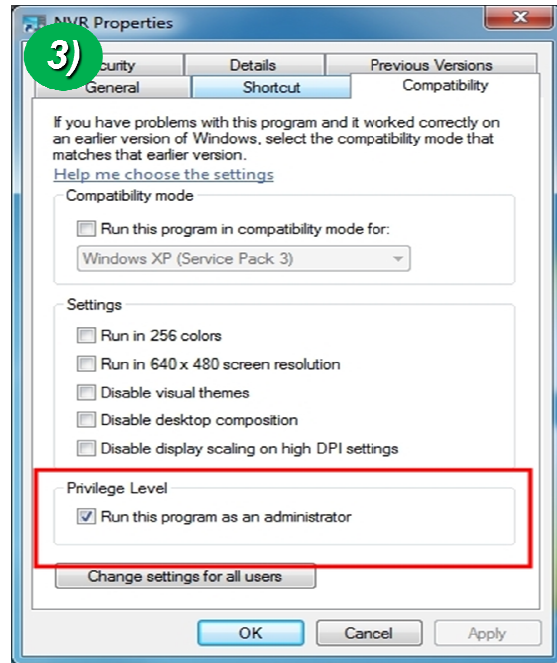 NVR Properties
3)
curity
Details
Previous Versions
General
Shortcut
Compatibility
If you have problems with this program and it worked correctly on
an earlier version of Windows, select the compatibility mode that
matches that earlier version.
Help me choose the settings
Compatibility mode
Run this program in compatibility mode for:
Windows XP (Service Pack 3)
Settings
Run in 256 colors
Run in 640 x 480 screen resolution
Disable visual themes
Disable desktop composition
Disable display scaling on high DPI settings
Privilege Level
Run this program as an administrator
Change settings for all users
OK
Cancel
Apply